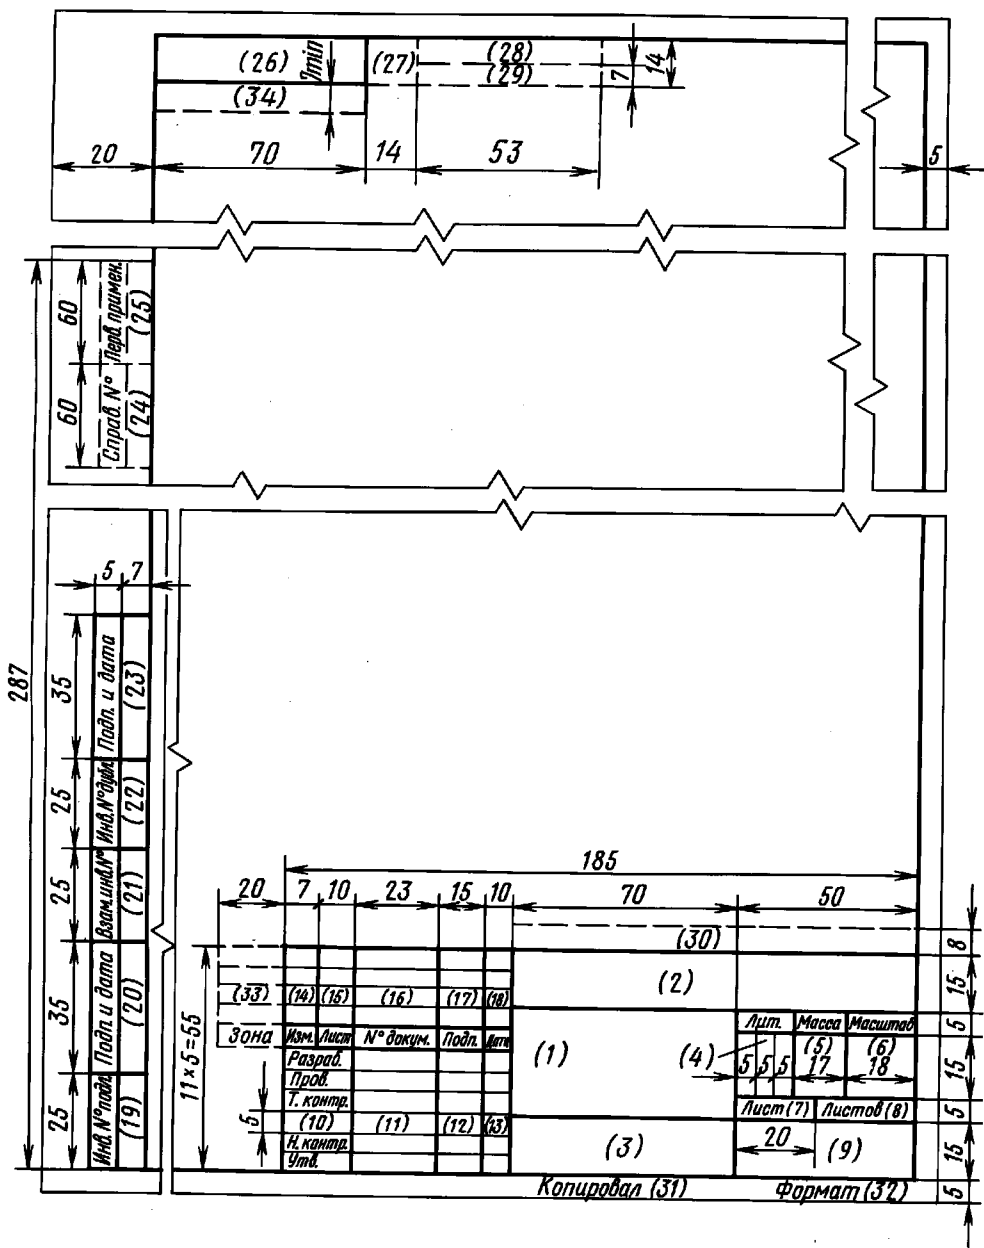 (26) 7min (27) (28) 7 14
(34) (29)
20 70 14 53 5
287
60 Перв. примен. (25)
60 Справ. № (24)
5 7
35 Подп. и дата (23)
25 Инв. № дубл. (22)
25 Взам. инв. № (21)
35 Подп. и дата (20)
25 Инв. № подл. (19)
185
20 7 10 23 15 10 70 50
(30) 8
(2) 15
(33) (14) (15) (16) (17) (18)
Лит. Масса Масштаб 5
Зона Изм. Лист № докум. Подп. Дата
(1) (4) (5) (6)
11×5=55
Разраб.
5 5 5 17 18 15
Пров.
Т. контр.
Лист (7) Листов (8) 5
5 (10) (11) (12) (13)
Н. контр.
(3) 20 (9) 15
Утв.
Копировал (31) Формат (32) 5